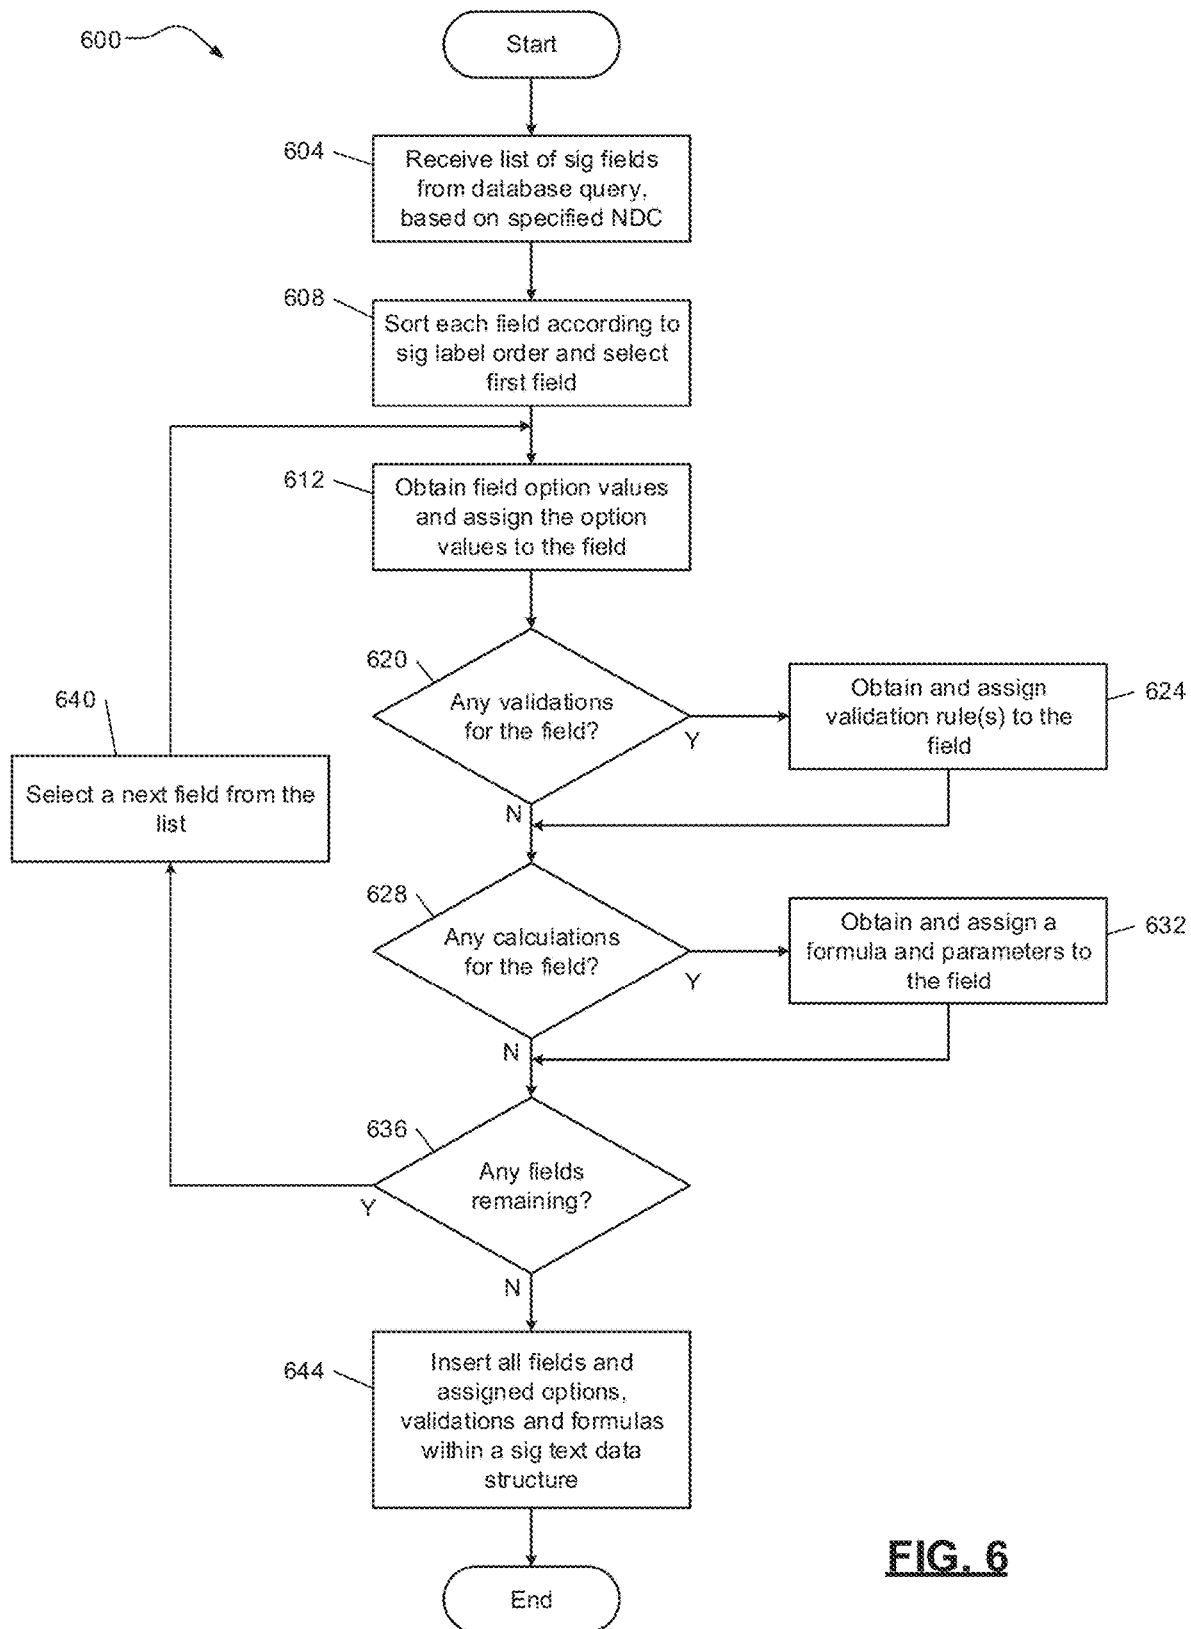 600
Start
604
Receive list of sig fields
from database query,
based on specified NDC
608
Sort each field according to
sig label order and select
first field
612
Obtain field option values
and assign the option
values to the field
620
Any validations
for the field?
Y
N
Obtain and assign
validation rule(s) to the
field
624
640
Select a next field from the
list
628
Any calculations
for the field?
Y
N
Obtain and assign a
formula and parameters to
the field
632
636
Any fields
remaining?
Y
N
644
Insert all fields and
assigned options,
validations and formulas
within a sig text data
structure
End
FIG. 6